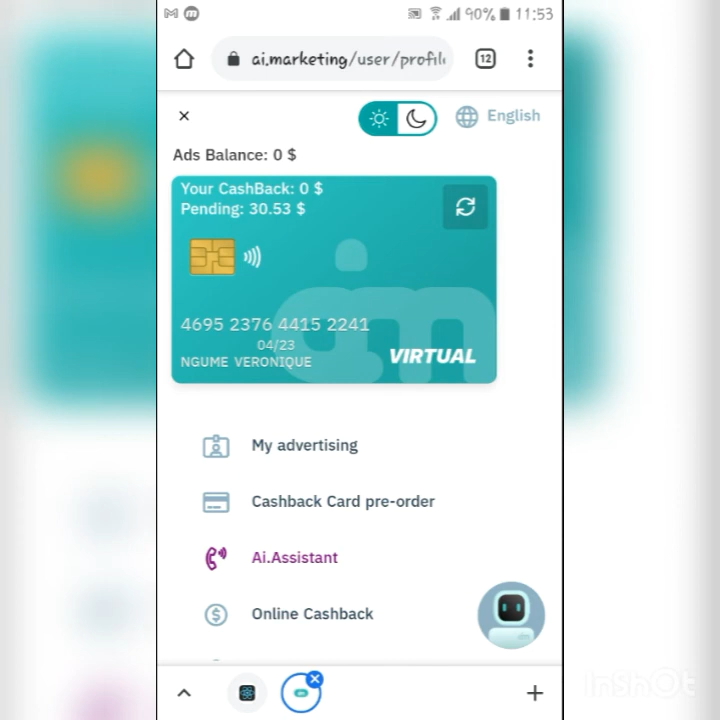 90% 11:53
ai.marketing/user/profil
12
English
Ads Balance: 0 $
Your CashBack: 0 $
Pending: 30.53 $
4695 2376 4415 2241
04/23
NGUME VERONIQUE
VIRTUAL
My advertising
Cashback Card pre-order
Ai.Assistant
Online Cashback
InShOt